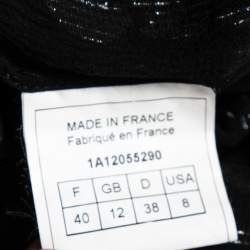 MADE IN FRANCE
Fabriqué en France
1A12055290
F GB D USA
40 12 38 8